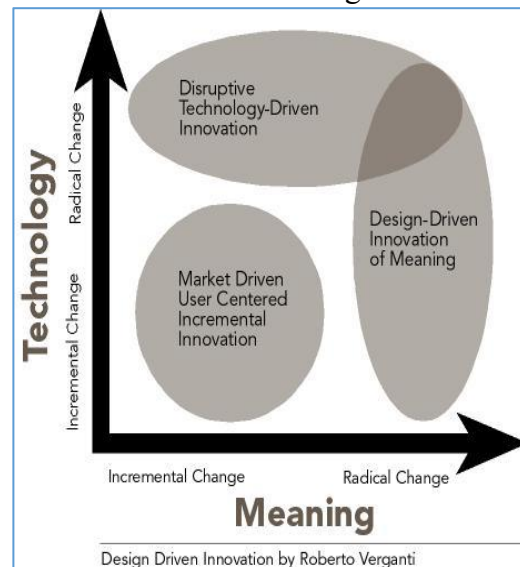 Technology
Radical Change
Incremental Change
Disruptive
Technology-Driven
Innovation
Design-Driven
Innovation
of Meaning
Market Driven
User Centered
Incremental
Innovation
Incremental Change
Radical Change
Meaning
Design Driven Innovation by Roberto Verganti